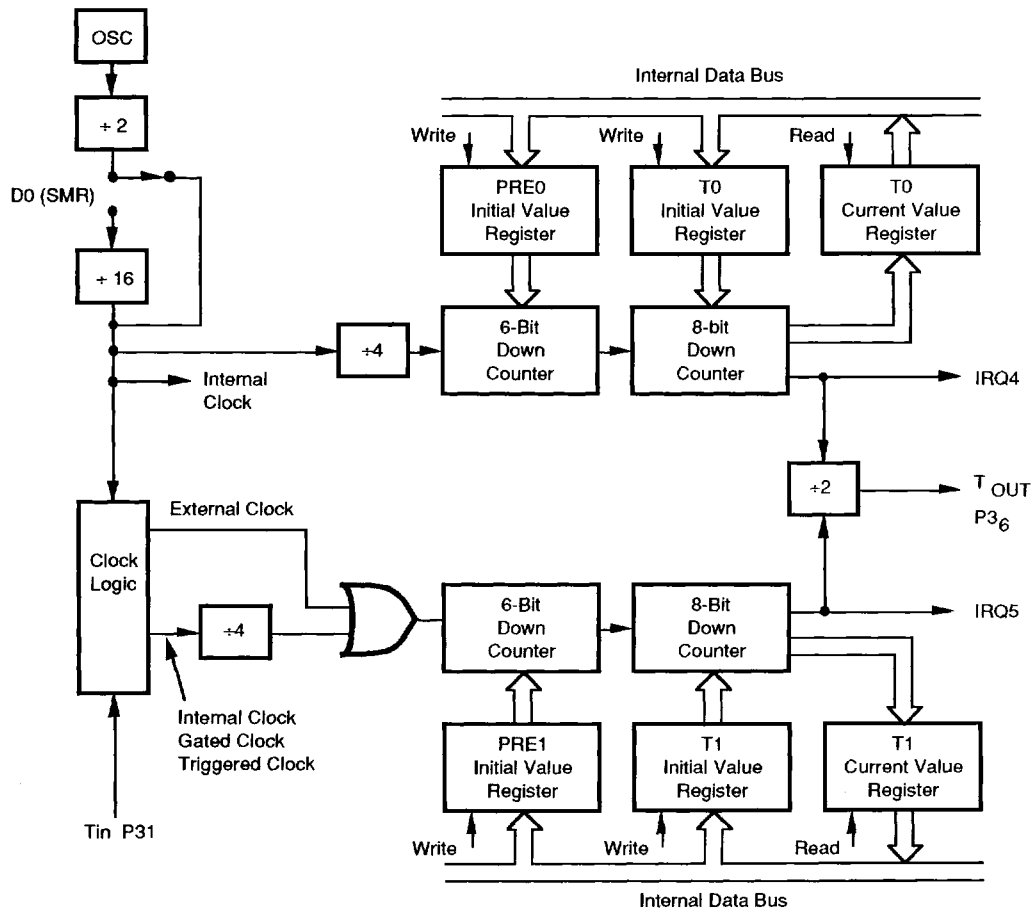 OSC
÷ 2
D0 (SMR)
÷ 16
Internal
Clock
÷4
Internal Data Bus
Write
Write
Read
PRE0
Initial Value
Register
T0
Initial Value
Register
T0
Current Value
Register
6-Bit
Down
Counter
8-bit
Down
Counter
IRQ4
÷2
T OUT
P36
External Clock
Clock
Logic
÷4
6-Bit
Down
Counter
8-Bit
Down
Counter
IRQ5
Internal Clock
Gated Clock
Triggered Clock
PRE1
Initial Value
Register
T1
Initial Value
Register
T1
Current Value
Register
Tin P31
Write
Write
Read
Internal Data Bus